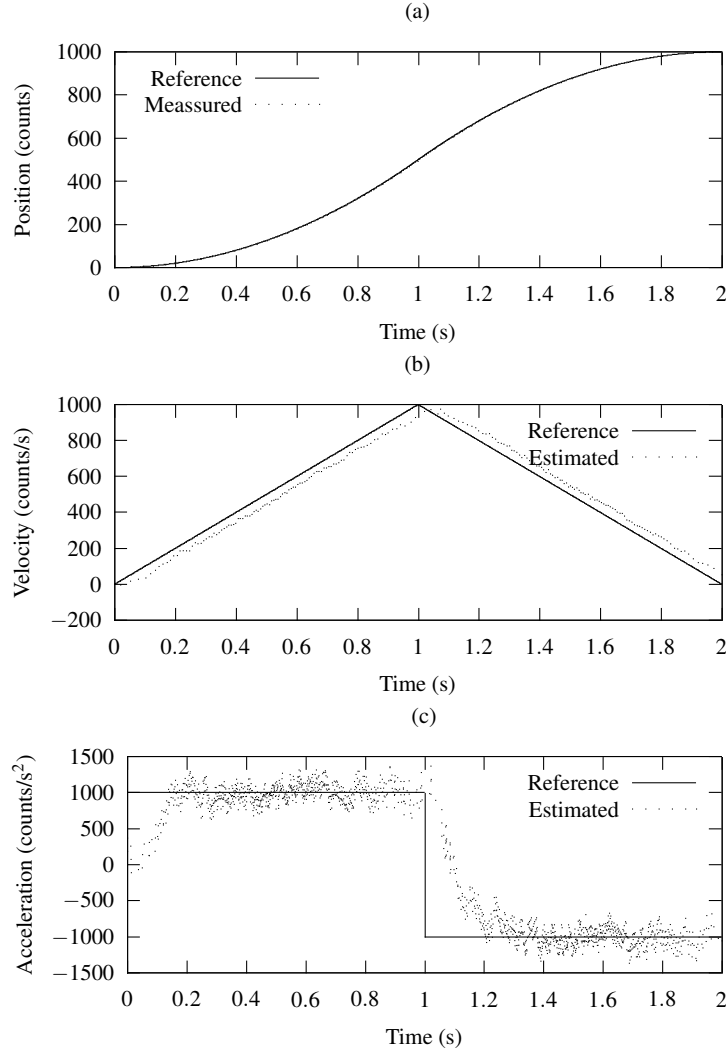 (a)
1000
800
600
400
200
0
Position (counts)
Reference
Meassured
0 0.2 0.4 0.6 0.8 1 1.2 1.4 1.6 1.8 2
Time (s)
(b)
1000
800
600
400
200
0
−200
Velocity (counts/s)
Reference
Estimated
0 0.2 0.4 0.6 0.8 1 1.2 1.4 1.6 1.8 2
Time (s)
(c)
1500
1000
500
0
−500
−1000
−1500
Acceleration (counts/s²)
Reference
Estimated
0 0.2 0.4 0.6 0.8 1 1.2 1.4 1.6 1.8 2
Time (s)